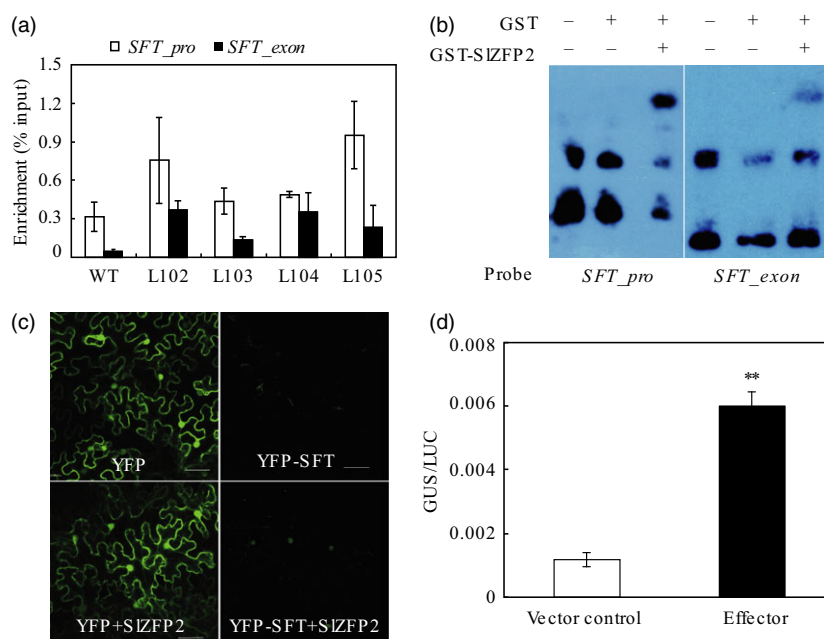 (a)
SFT_pro SFT_exon
Enrichment (% input)
1.5
1.2
0.9
0.6
0.3
0
WT L102 L103 L104 L105
(b)
GST – + + – + +
GST-SlZFP2 – – + – – +
Probe SFT_pro SFT_exon
(c)
YFP YFP-SFT
YFP+SlZFP2 YFP-SFT+SlZFP2
(d)
GUS/LUC
0.008
0.006
0.004
0.002
0
**
Vector control Effector